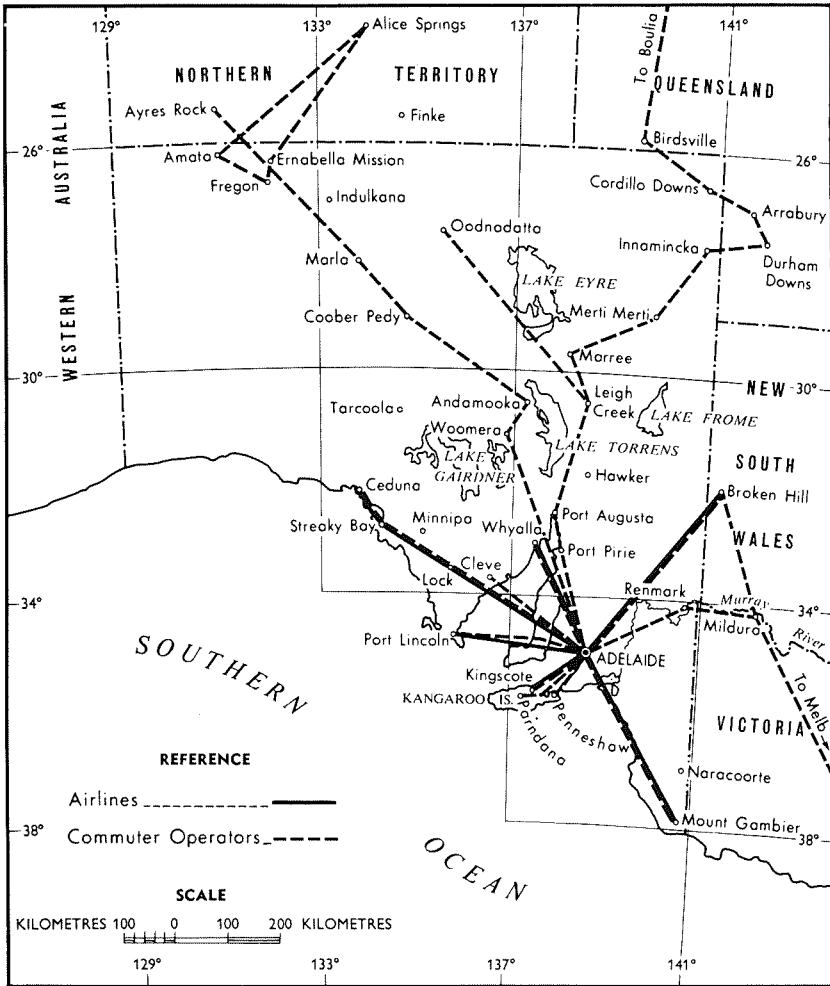 129°
133°
Alice Springs
137°
141°
To Boulia
NORTHERN
TERRITORY
QUEENSLAND
Ayres Rock
Finke
AUSTRALIA
Birdsville
26°
26°
Amata
Ernabella Mission
Fregon
Indulkana
Cordillo Downs
Arrabury
Oodnadatta
Innamincka
Durham
Downs
Marla
LAKE EYRE
WESTERN
Coober Pedy
Merti Merti
Marree
30°
NEW
30°
Leigh
Creek
Tarcoola
Andamooka
LAKE FROME
Woomera
LAKE TORRENS
LAKE
GAIRDNER
SOUTH
Hawker
Ceduna
Broken Hill
Streaky Bay
Minnipa
Whyalla
Port Augusta
WALES
Port Pirie
Cleve
Lock
Renmark
Murray
34°
34°
Mildura
River
Port Lincoln
ADELAIDE
SOUTHERN
Kingscote
KANGAROO IS.
Parndana
Penneshaw
To Melb.
VICTORIA
REFERENCE
Airlines
Naracoorte
Commuter Operators
Mount Gambier
38°
38°
OCEAN
SCALE
KILOMETRES 100 0 100 200 KILOMETRES
129°
133°
137°
141°